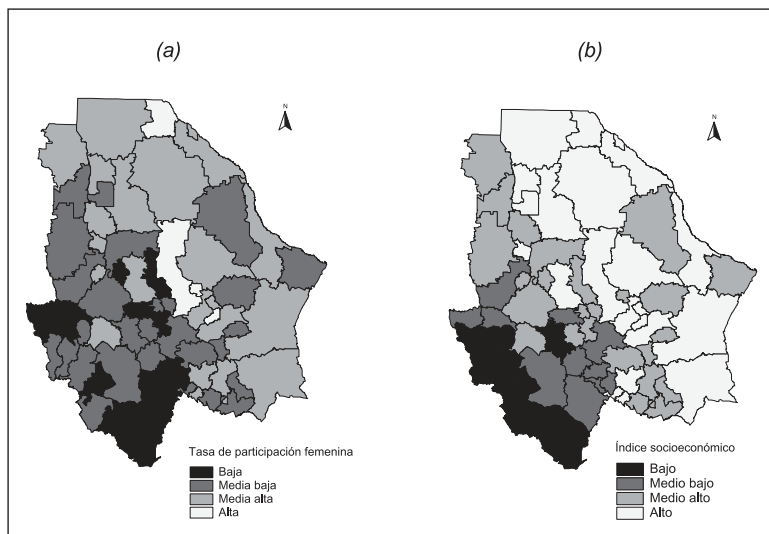 (a)
(b)
N
N
Tasa de participación femenina
Baja
Media baja
Media alta
Alta
Índice socioeconómico
Bajo
Medio bajo
Medio alto
Alto